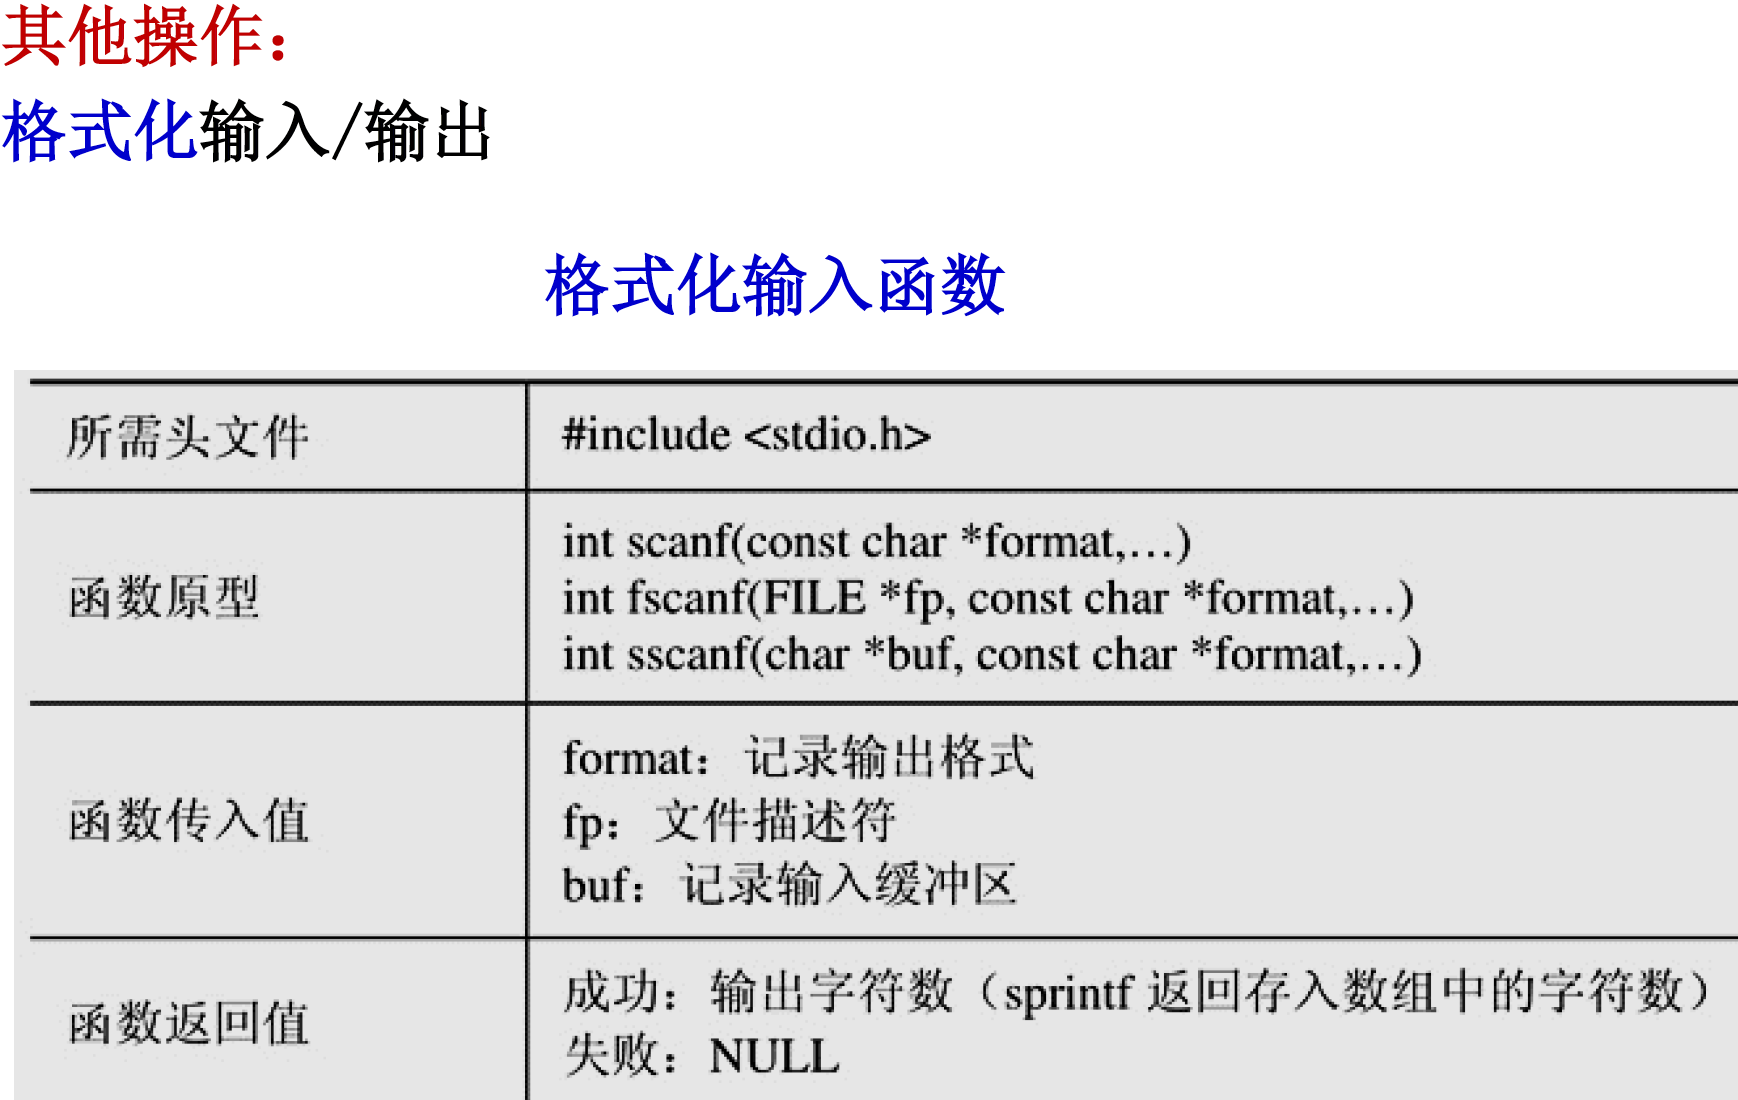 其他操作：
格式化输入/输出
格式化输入函数
所需头文件
#include <stdio.h>
函数原型
int scanf(const char *format,…)
int fscanf(FILE *fp, const char *format,…)
int sscanf(char *buf, const char *format,…)
函数传入值
format：记录输出格式
fp：文件描述符
buf：记录输入缓冲区
函数返回值
成功：输出字符数（sprintf 返回存入数组中的字符数）
失败：NULL